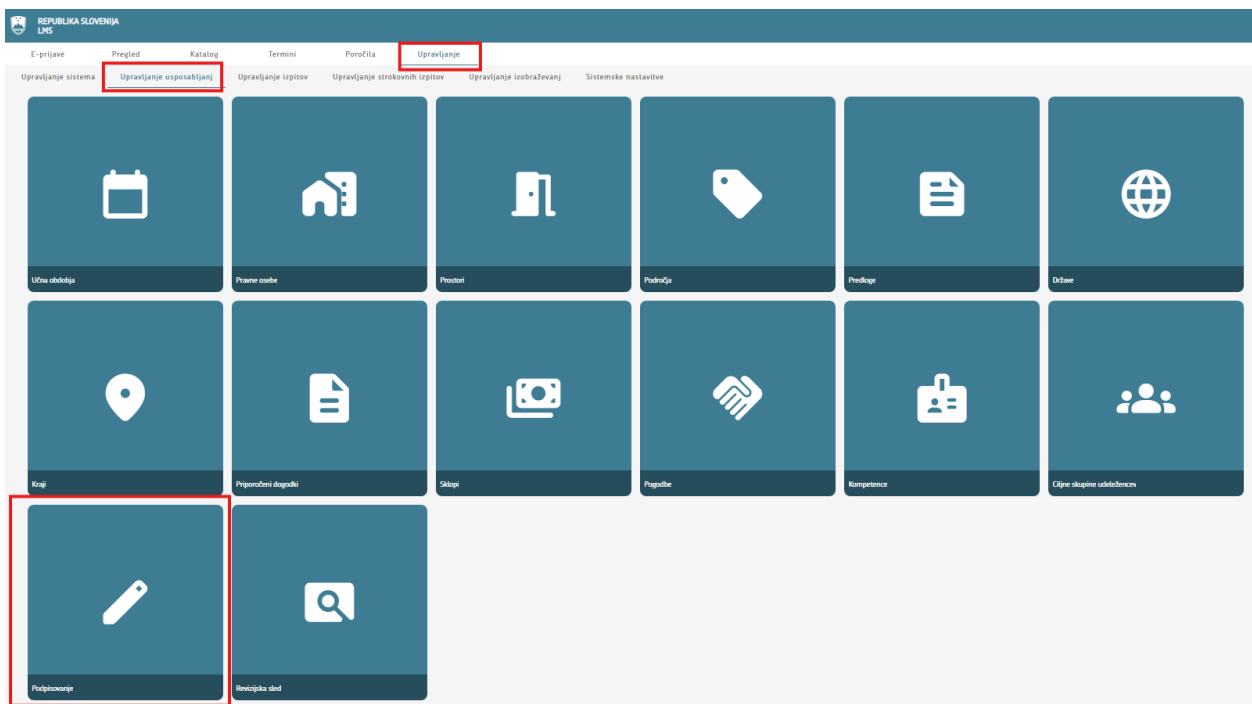 REPUBLIKA SLOVENIJA
LMS
E-prijave Pregled Katalog Termini Poročila Upravljanje
Upravljanje sistema Upravljanje usposabljanj Upravljanje izpitov Upravljanje strokovnih izpitov Upravljanje izobraževanj Sistemske nastavitve
Učna obdobja Pravne osebe Prostori Področja Predloge Države
Kraji Priporočeni dogodki Sklopi Pogodbe Kompetence Ciljne skupine udeležencev
Podpisovanje Revizijska sled